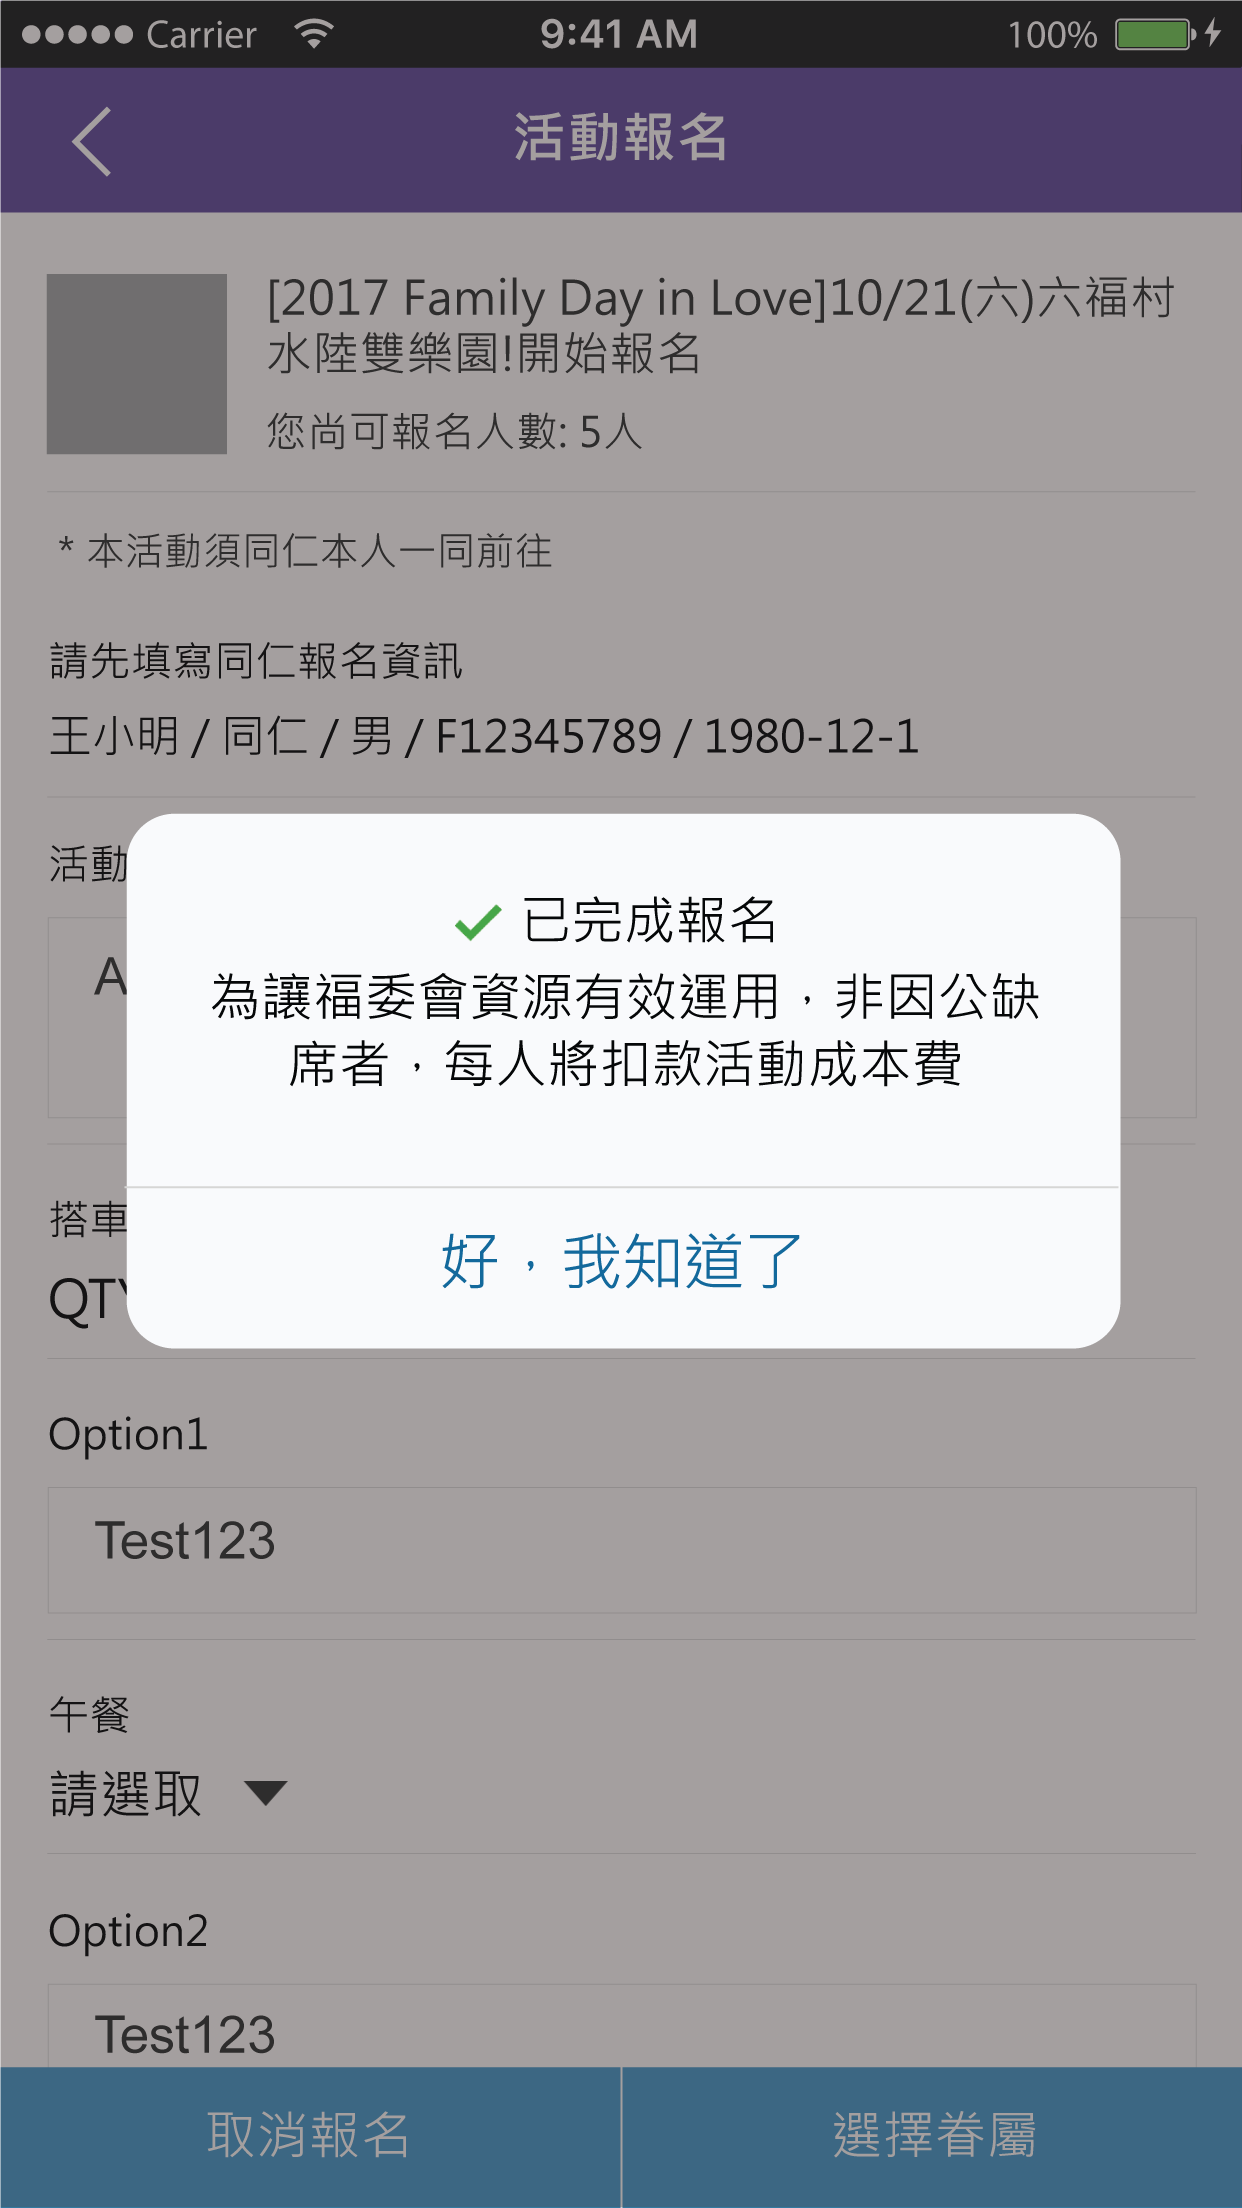 Carrier 9:41 AM 100%
活動報名
[2017 Family Day in Love]10/21(六)六福村
水陸雙樂園!開始報名
您尚可報名人數: 5人
* 本活動須同仁本人一同前往
請先填寫同仁報名資訊
王小明 / 同仁 / 男 / F12345789 / 1980-12-1
活動
A
已完成報名
為讓福委會資源有效運用，非因公缺
席者，每人將扣款活動成本費
搭車
好，我知道了
QTY
Option1
Test123
午餐
請選取
Option2
Test123
取消報名 選擇眷屬